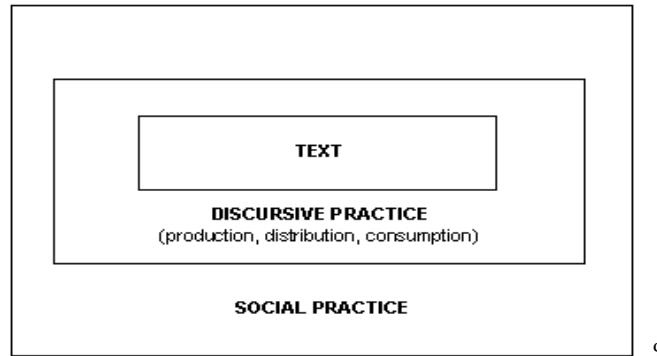 TEXT
DISCURSIVE PRACTICE
(production, distribution, consumption)
SOCIAL PRACTICE